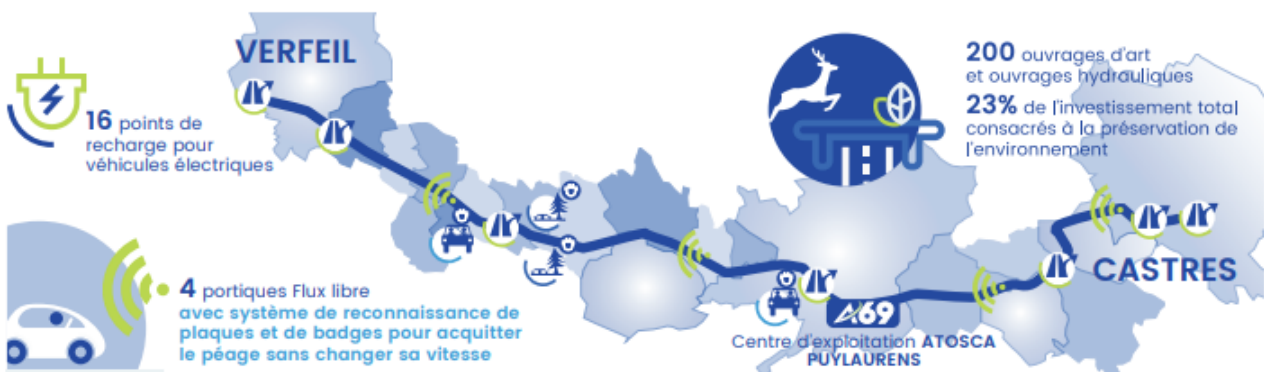 VERFEIL
16 points de
recharge pour
véhicules électriques
200 ouvrages d'art
et ouvrages hydrauliques
23% de l'investissement total
consacrés à la préservation de
l'environnement
4 portiques Flux libre
avec système de reconnaissance de
plaques et de badges pour acquitter
le péage sans changer sa vitesse
CASTRES
A69
Centre d'exploitation ATOSCA
PUYLAURENS